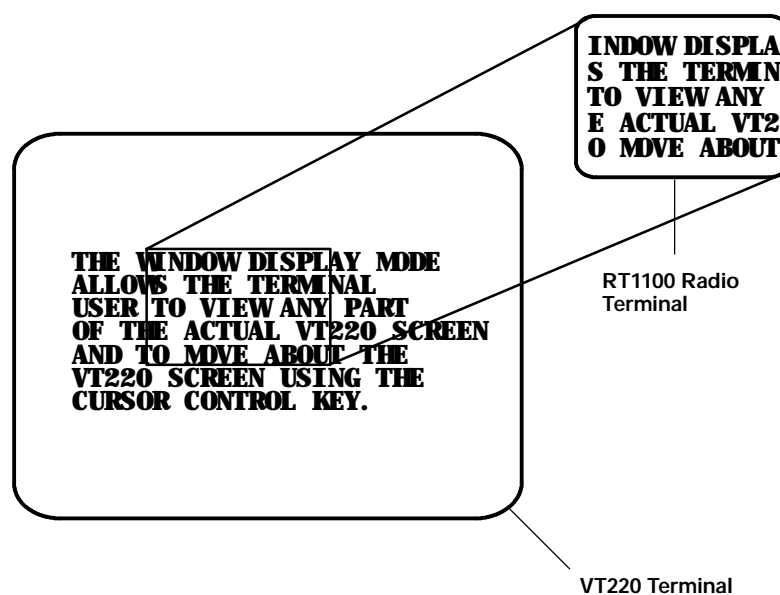 INDOW DISPLA
S THE TERMIN
TO VIEW ANY
E ACTUAL VT2
O MOVE ABOUT
RT1100 Radio
Terminal
THE WINDOW DISPLAY MODE
ALLOWS THE TERMINAL
USER TO VIEW ANY PART
OF THE ACTUAL VT220 SCREEN
AND TO MOVE ABOUT THE
VT220 SCREEN USING THE
CURSOR CONTROL KEY.
VT220 Terminal